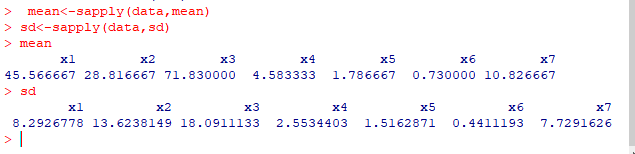 >  mean<-sapply(data,mean)
> sd<-sapply(data,sd)
> mean
       x1        x2        x3        x4        x5        x6        x7
45.566667 28.816667 71.830000  4.583333  1.786667  0.730000 10.826667
> sd
        x1         x2         x3         x4         x5         x6         x7
 8.2926778 13.6238149 18.0911133  2.5534403  1.5162871  0.4411193  7.7291626
>